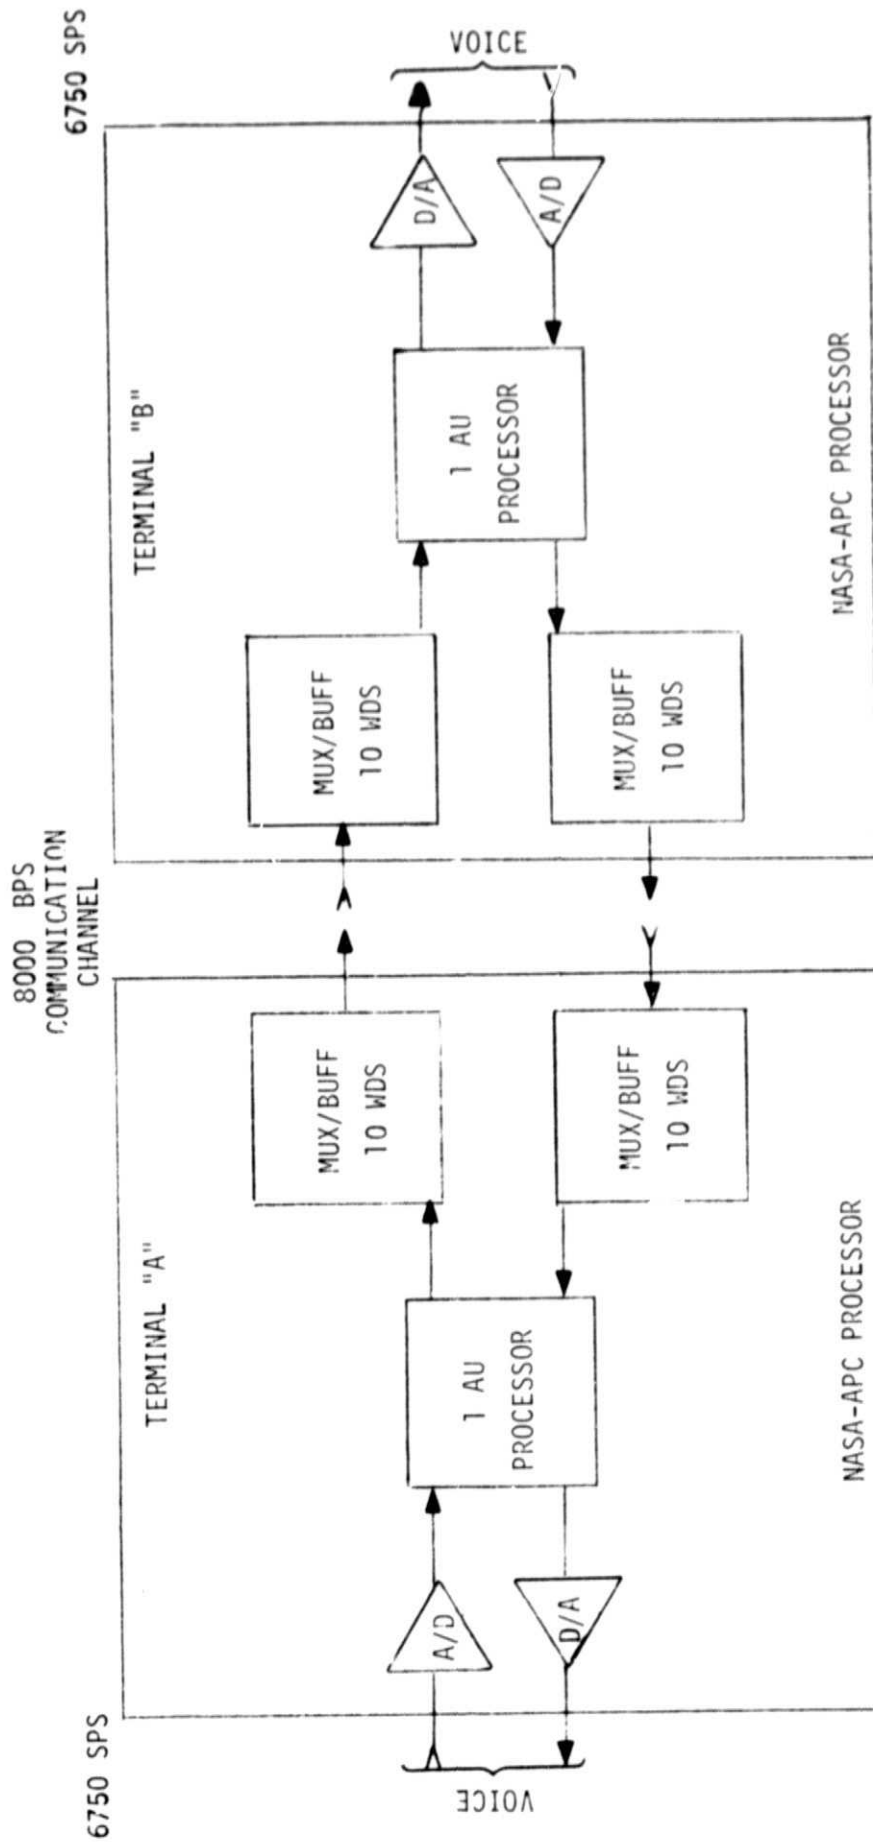 8000 BPS
COMMUNICATION
CHANNEL
6750 SPS
6750 SPS
TERMINAL "A"
TERMINAL "B"
MUX/BUFF
10 WDS
MUX/BUFF
10 WDS
VOICE
A/D
1 AU
PROCESSOR
1 AU
PROCESSOR
D/A
VOICE
D/A
MUX/BUFF
10 WDS
MUX/BUFF
10 WDS
A/D
NASA-APC PROCESSOR
NASA-APC PROCESSOR